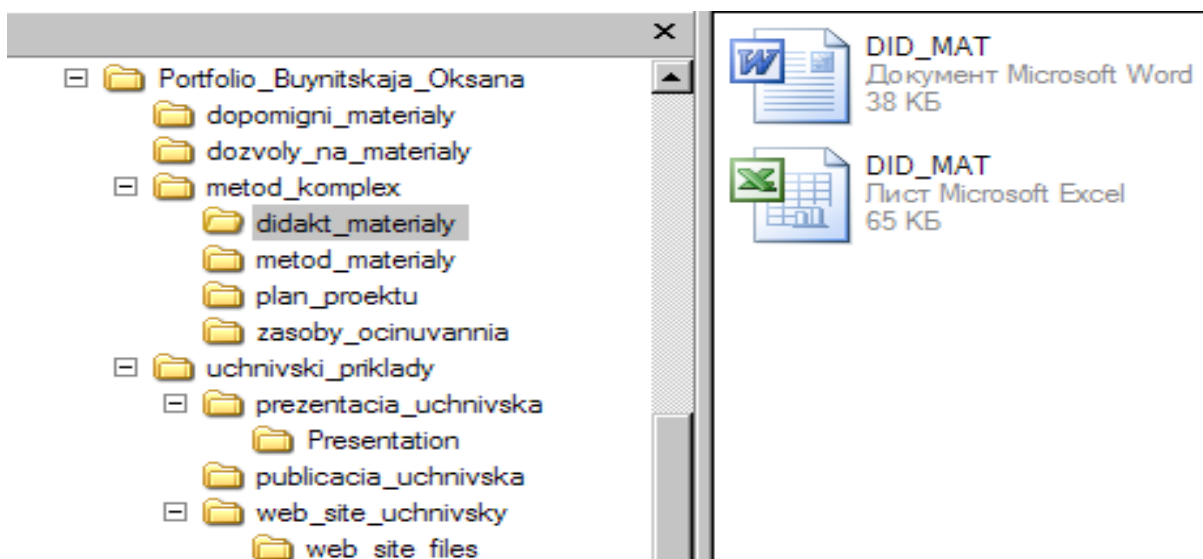 Portfolio_Buynitskaja_Oksana
dopomigni_materialy
dozvoly_na_materialy
metod_komplex
didakt_materialy
metod_materialy
plan_proektu
zasoby_ocinuvannia
uchnivski_priklady
prezentacia_uchnivska
Presentation
publicacia_uchnivska
web_site_uchnivsky
web_site_files
DID_MAT
Документ Microsoft Word
38 КБ
DID_MAT
Лист Microsoft Excel
65 КБ